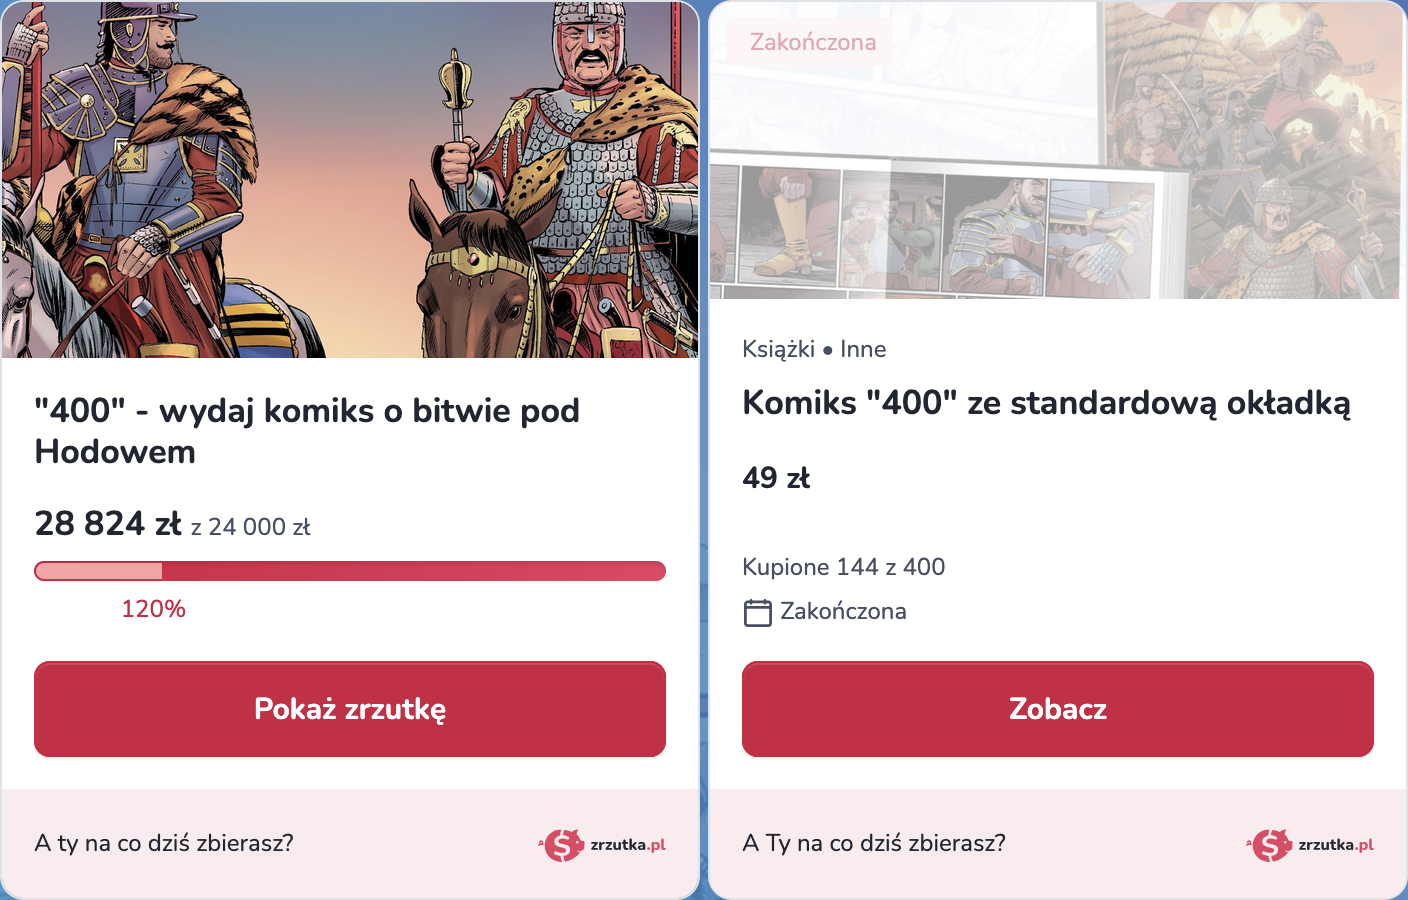 "400" - wydaj komiks o bitwie pod
Hodowem
28 824 zł z 24 000 zł
120%
Pokaż zrzutkę
A ty na co dziś zbierasz?
zrzutka.pl
Zakończona
Książki • Inne
Komiks "400" ze standardową okładką
49 zł
Kupione 144 z 400
Zakończona
Zobacz
A Ty na co dziś zbierasz?
zrzutka.pl